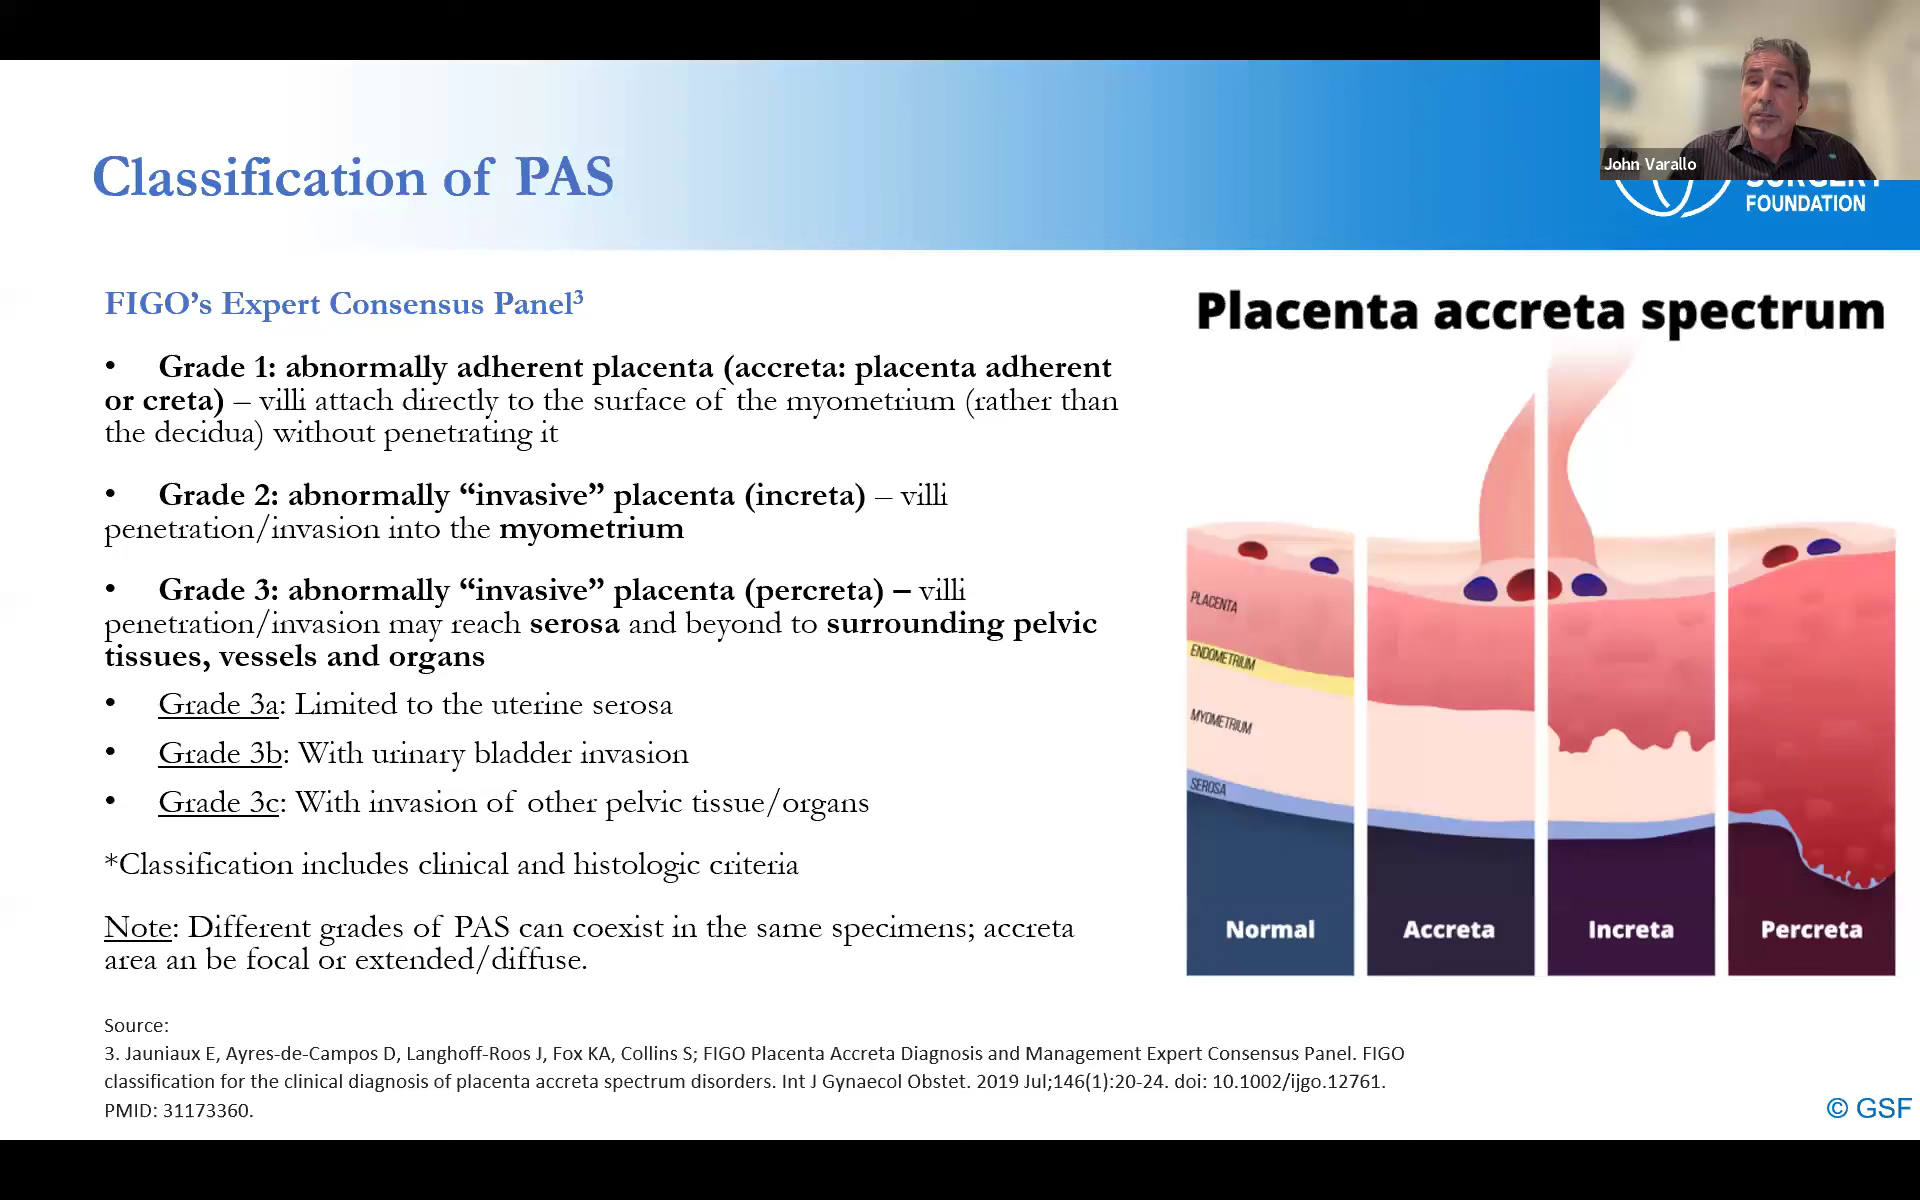 John Varallo
FOUNDATION
Classification of PAS
FIGO’s Expert Consensus Panel³
• Grade 1: abnormally adherent placenta (accreta: placenta adherent
or creta) – villi attach directly to the surface of the myometrium (rather than
the decidua) without penetrating it
• Grade 2: abnormally “invasive” placenta (increta) – villi
penetration/invasion into the myometrium
• Grade 3: abnormally “invasive” placenta (percreta) – villi
penetration/invasion may reach serosa and beyond to surrounding pelvic
tissues, vessels and organs
• Grade 3a: Limited to the uterine serosa
• Grade 3b: With urinary bladder invasion
• Grade 3c: With invasion of other pelvic tissue/organs
*Classification includes clinical and histologic criteria
Note: Different grades of PAS can coexist in the same specimens; accreta
area an be focal or extended/diffuse.
Placenta accreta spectrum
PLACENTA
ENDOMETRIUM
MYOMETRIUM
SEROSA
Normal
Accreta
Increta
Percreta
Source:
3. Jauniaux E, Ayres-de-Campos D, Langhoff-Roos J, Fox KA, Collins S; FIGO Placenta Accreta Diagnosis and Management Expert Consensus Panel. FIGO
classification for the clinical diagnosis of placenta accreta spectrum disorders. Int J Gynaecol Obstet. 2019 Jul;146(1):20-24. doi: 10.1002/ijgo.12761.
PMID: 31173360.
© GSF